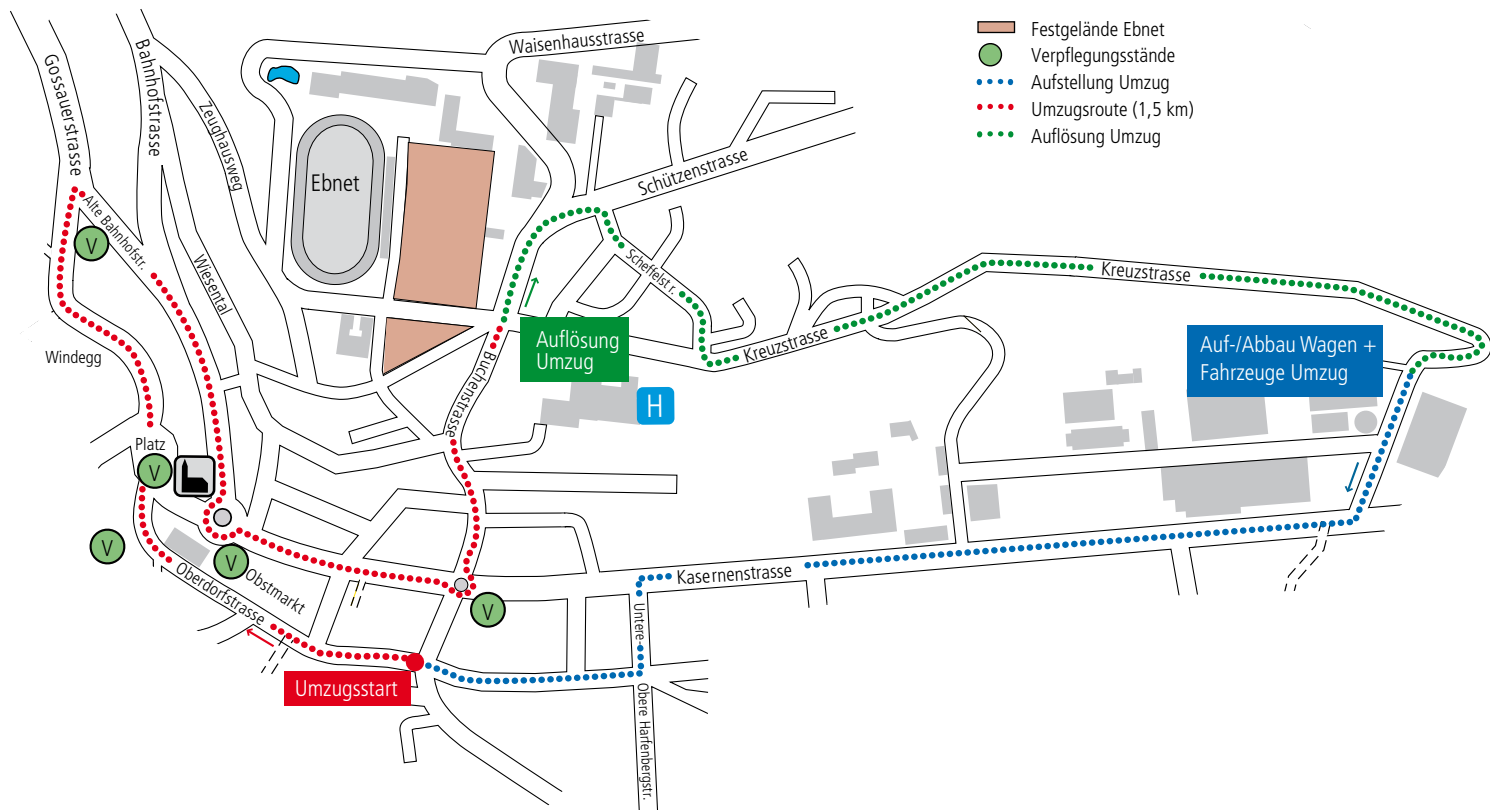 Festgelände Ebnet
Verpflegungsstände
Aufstellung Umzug
Umzugsroute (1,5 km)
Auflösung Umzug
Waisenhausstrasse
Gossauerstrasse
Bahnhofstrasse
Zeughausweg
Ebnet
Schützenstrasse
Alte Bahnhofstr.
V
Wiesental
Scheffelstr.
Kreuzstrasse
Kreuzstrasse
Auflösung
Umzug
Auf-/Abbau Wagen +
Fahrzeuge Umzug
Windegg
Buchenstrasse
H
Platz
V
V
V
Obstmarkt
Oberdorfstrasse
Kasernenstrasse
V
Untere-
Obere Harfenbergstr.
Umzugsstart
V